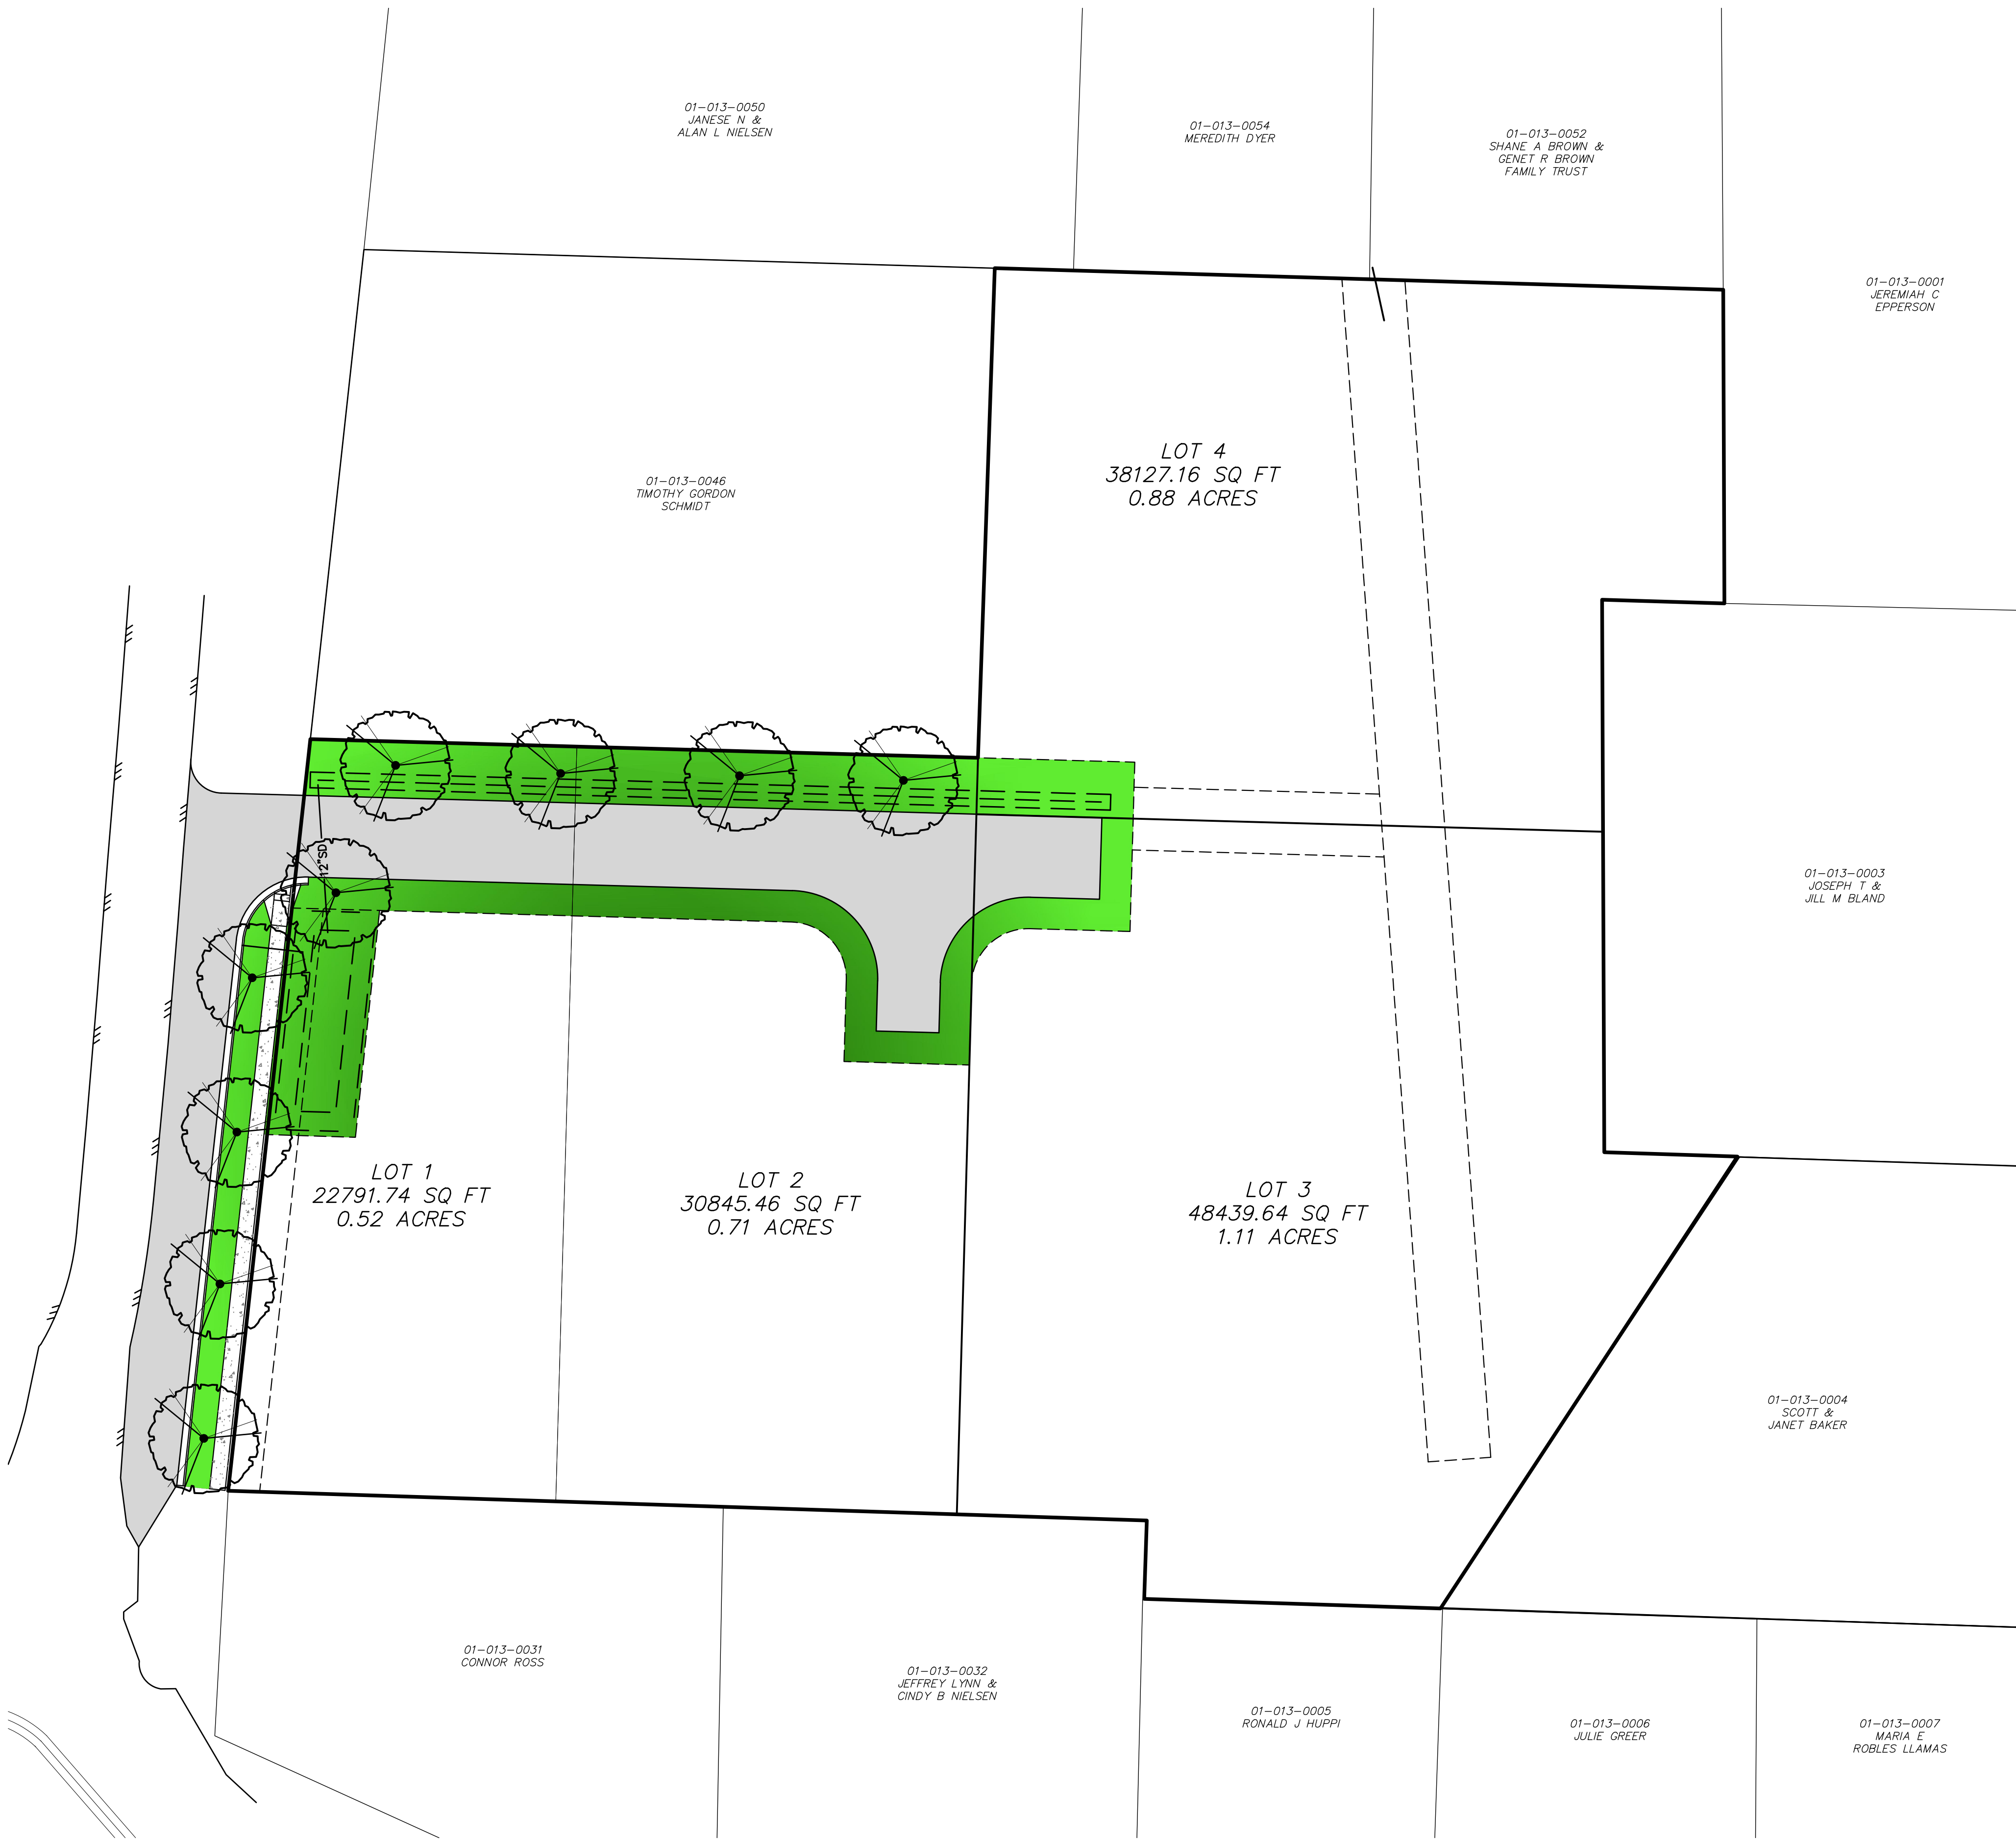 01-013-0050
JANESE N &
ALAN L NIELSEN
01-013-0054
MEREDITH DYER
01-013-0052
SHANE A BROWN &
GENET R BROWN
FAMILY TRUST
01-013-0001
JEREMIAH C
EPPERSON
01-013-0046
TIMOTHY GORDON
SCHMIDT
LOT 4
38127.16 SQ FT
0.88 ACRES
12"SD
01-013-0003
JOSEPH T &
JILL M BLAND
LOT 1
22791.74 SQ FT
0.52 ACRES
LOT 2
30845.46 SQ FT
0.71 ACRES
LOT 3
48439.64 SQ FT
1.11 ACRES
01-013-0004
SCOTT &
JANET BAKER
01-013-0031
CONNOR ROSS
01-013-0032
JEFFREY LYNN &
CINDY B NIELSEN
01-013-0005
RONALD J HUPPI
01-013-0006
JULIE GREER
01-013-0007
MARIA E
ROBLES LLAMAS